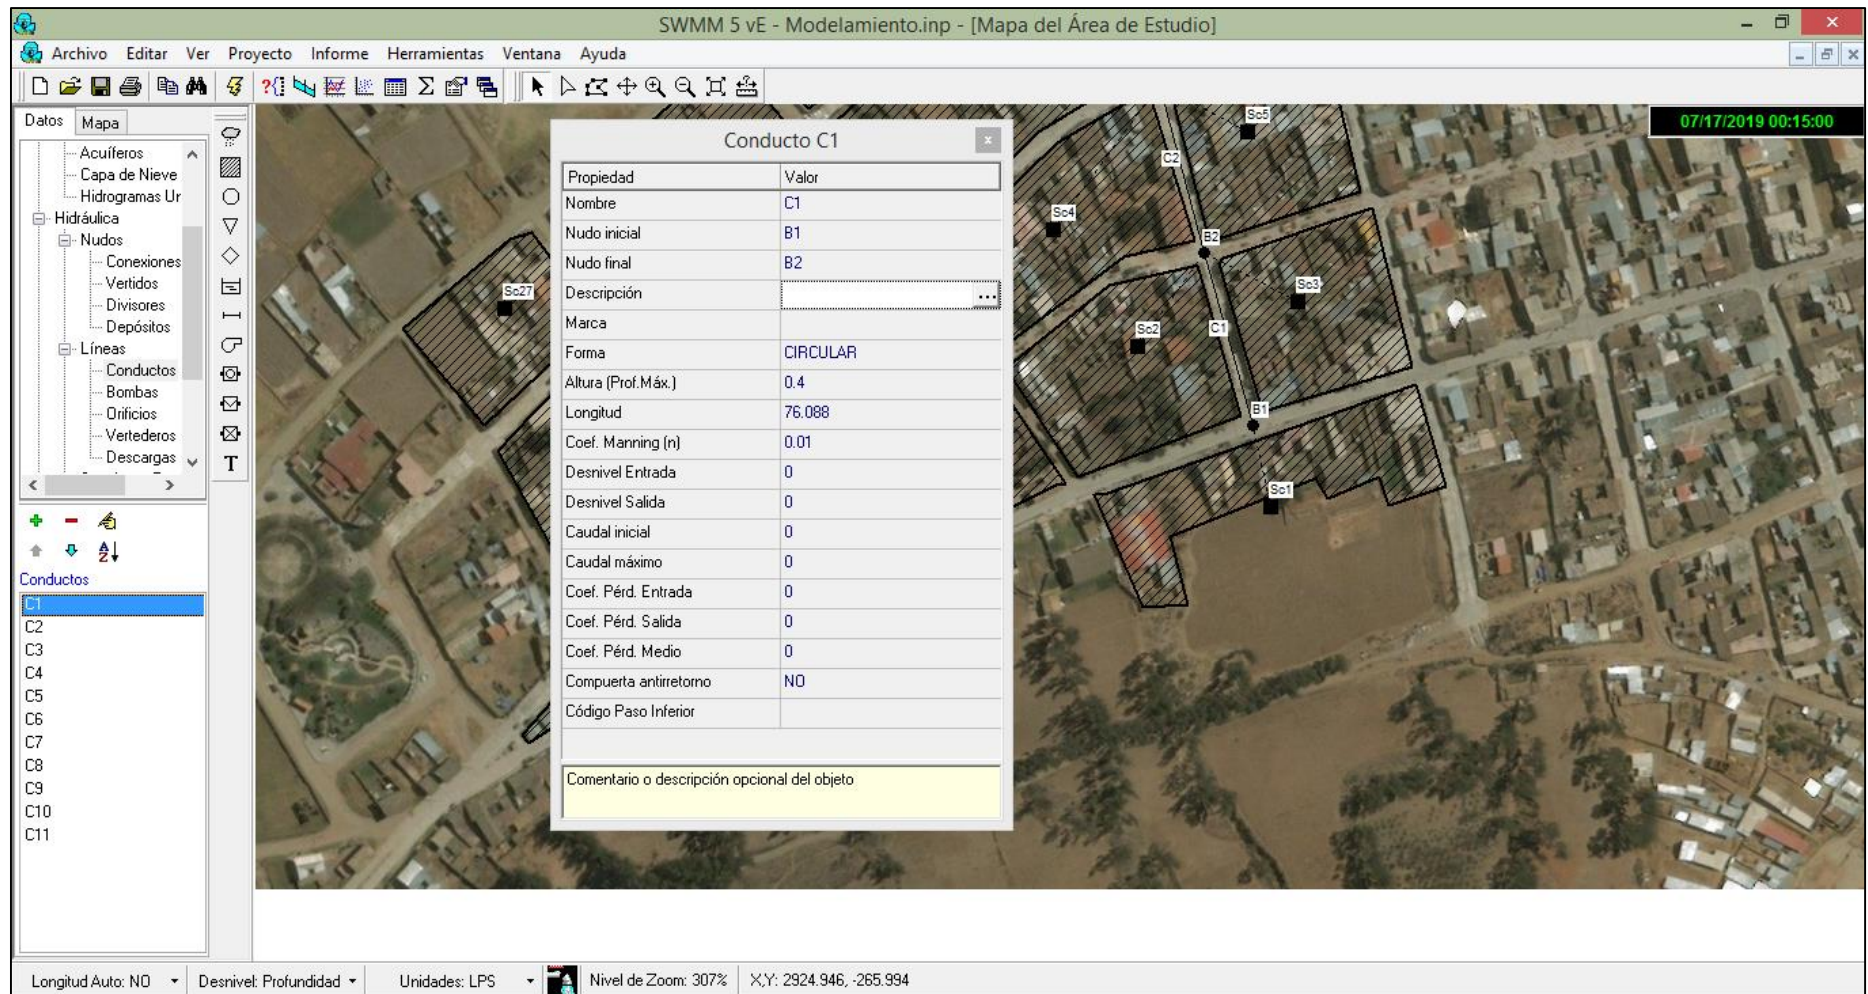 SWMM 5 vE - Modelamiento.inp - [Mapa del Área de Estudio]
Archivo Editar Ver Proyecto Informe Herramientas Ventana Ayuda
Datos Mapa
Acuíferos
Capa de Nieve
Hidrogramas Ur
Hidráulica
Nudos
Conexiones
Vertidos
Divisores
Depósitos
Líneas
Conductos
Bombas
Orificios
Vertederos
Descargas
T
Conductos
C1
C2
C3
C4
C5
C6
C7
C8
C9
C10
C11
07/17/2019 00:15:00
Conducto C1
Propiedad Valor
Nombre C1
Nudo inicial B1
Nudo final B2
Descripción ...
Marca
Forma CIRCULAR
Altura (Prof.Máx.) 0.4
Longitud 76.088
Coef. Manning (n) 0.01
Desnivel Entrada 0
Desnivel Salida 0
Caudal inicial 0
Caudal máximo 0
Coef. Pérd. Entrada 0
Coef. Pérd. Salida 0
Coef. Pérd. Medio 0
Compuerta antirretorno NO
Código Paso Inferior
Comentario o descripción opcional del objeto
Sc5
C2
Sc4
B2
Sc27
Sc3
Sc2
C1
B1
Sc1
Longitud Auto: NO Desnivel: Profundidad Unidades: LPS Nivel de Zoom: 307% X,Y: 2924.946, -265.994